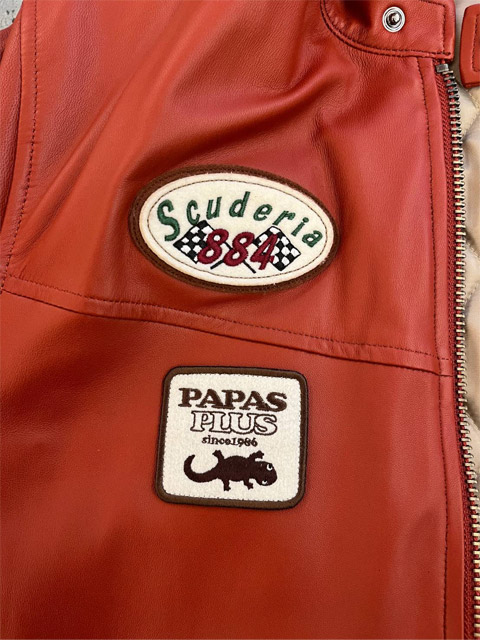 Scuderia
884
PAPAS
PLUS
since1986